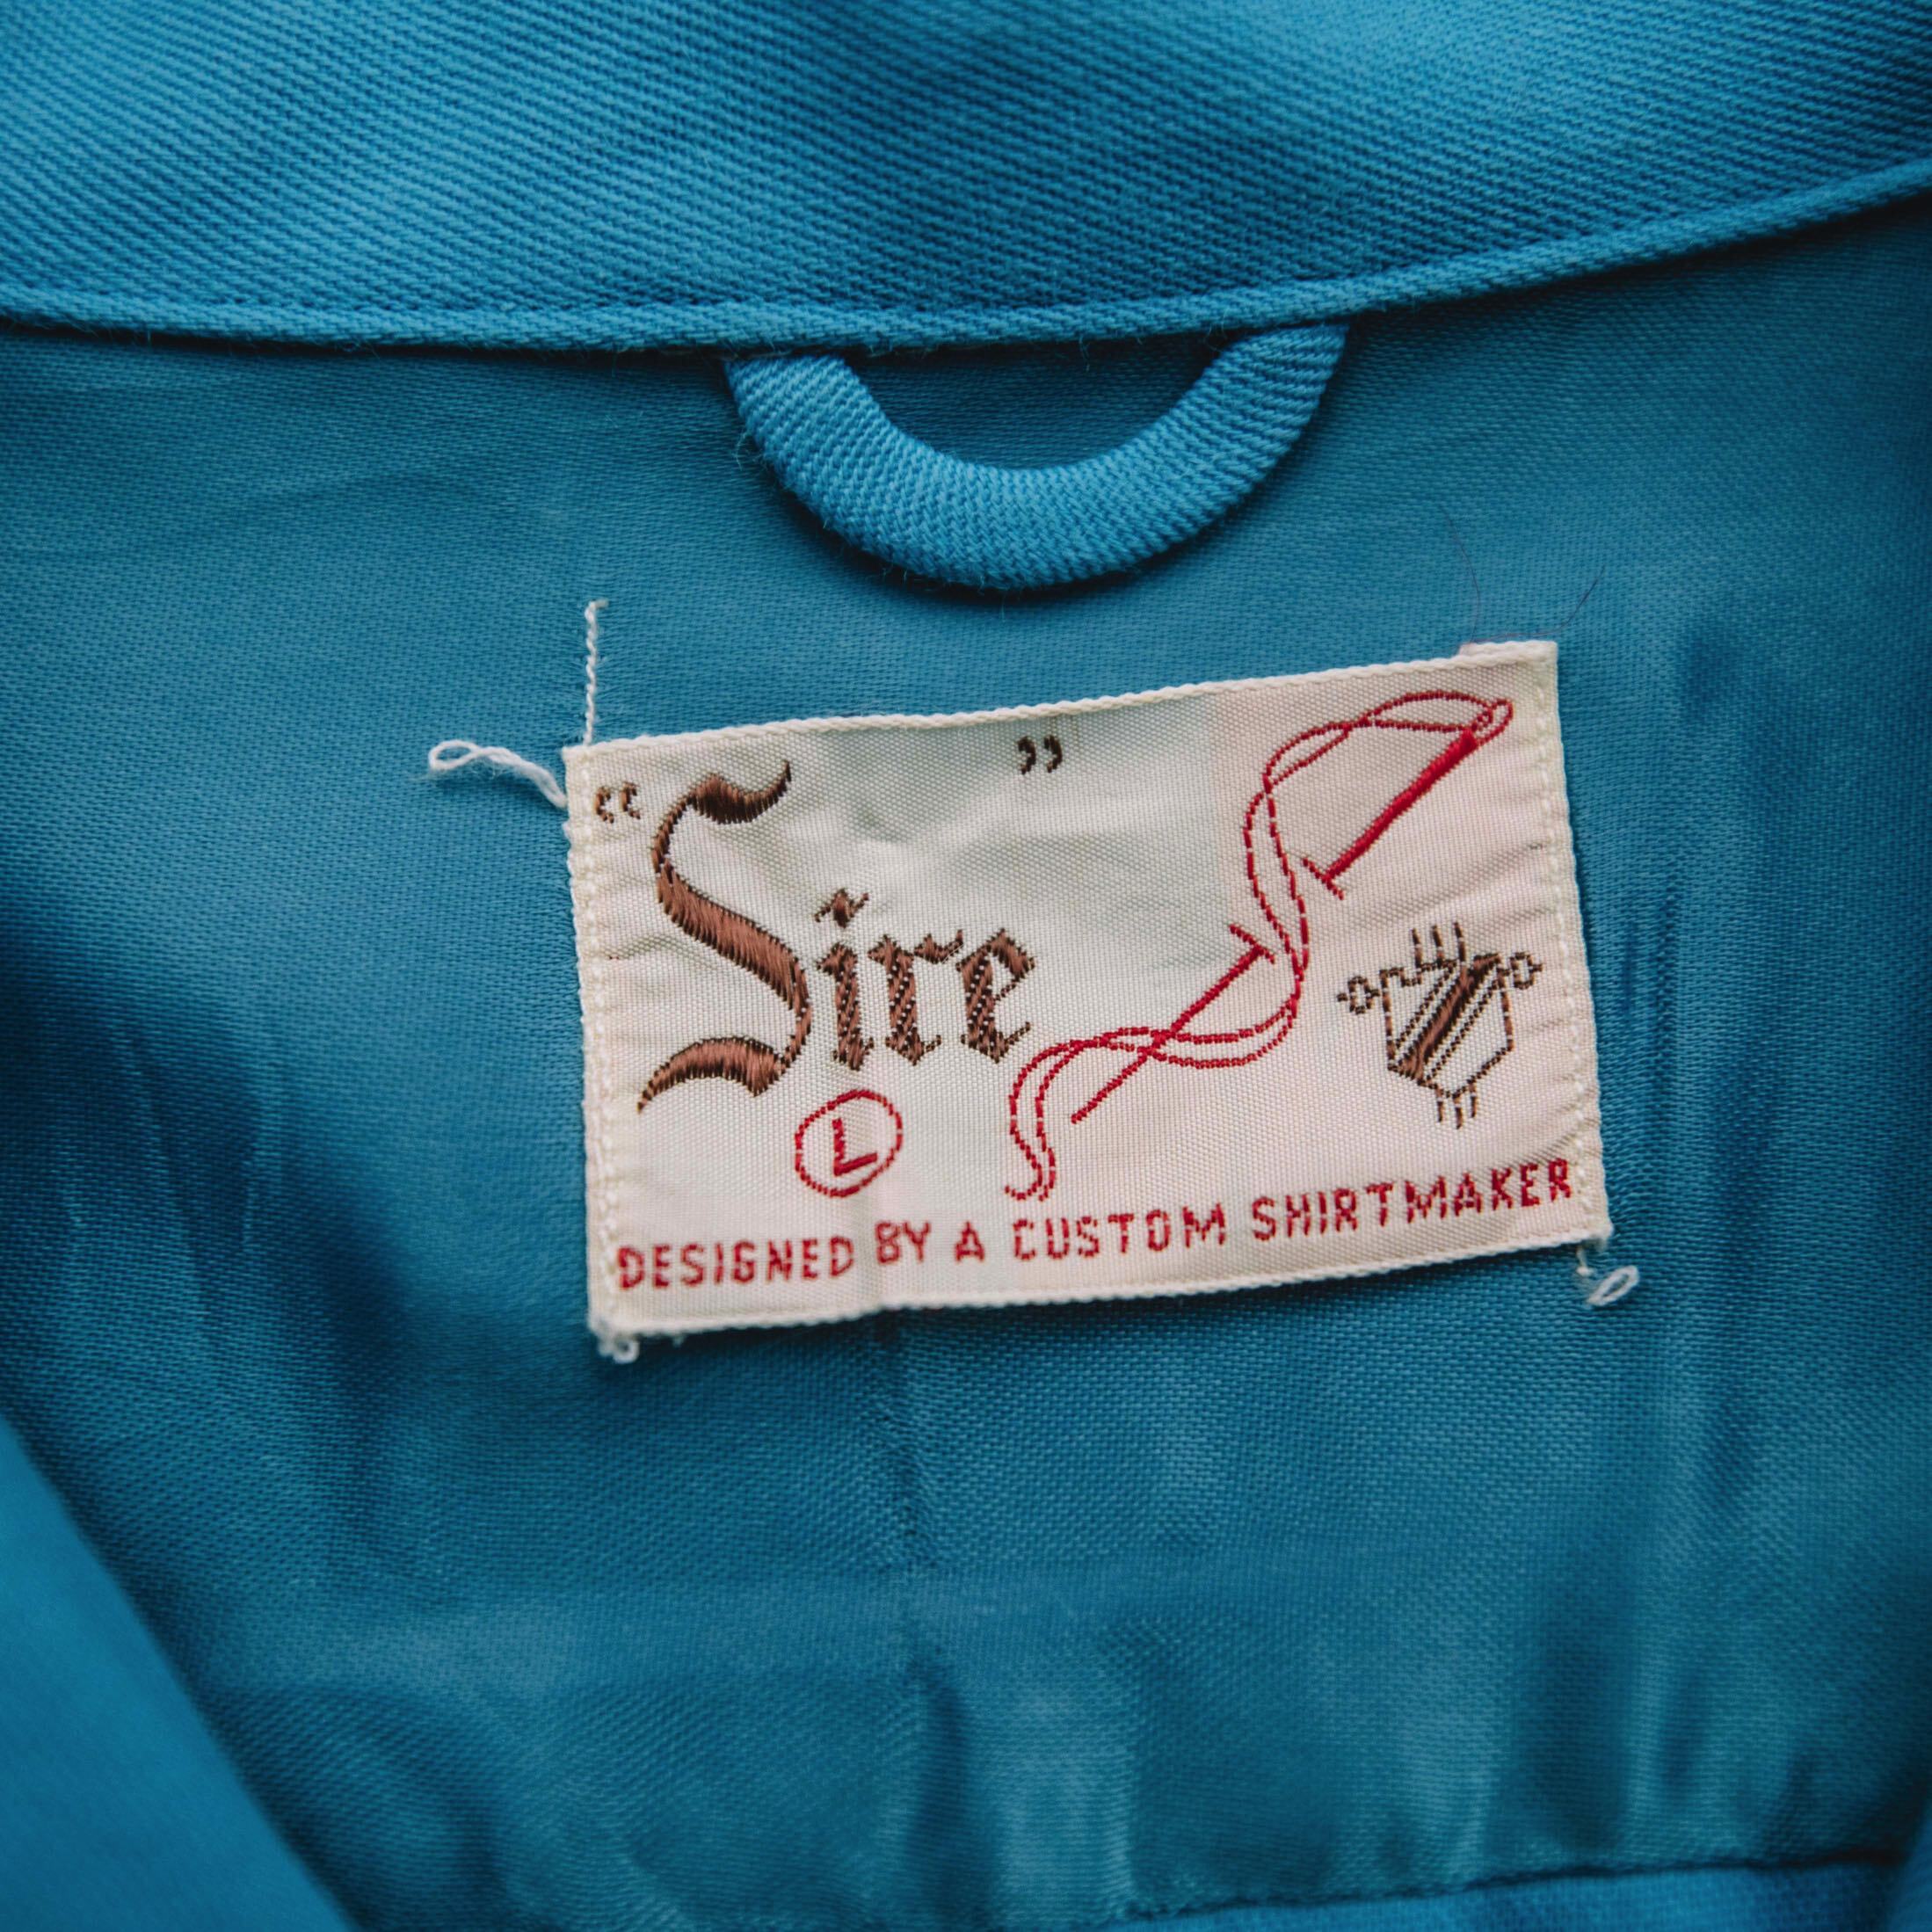 “Sire”
L
DESIGNED BY A CUSTOM SHIRTMAKER